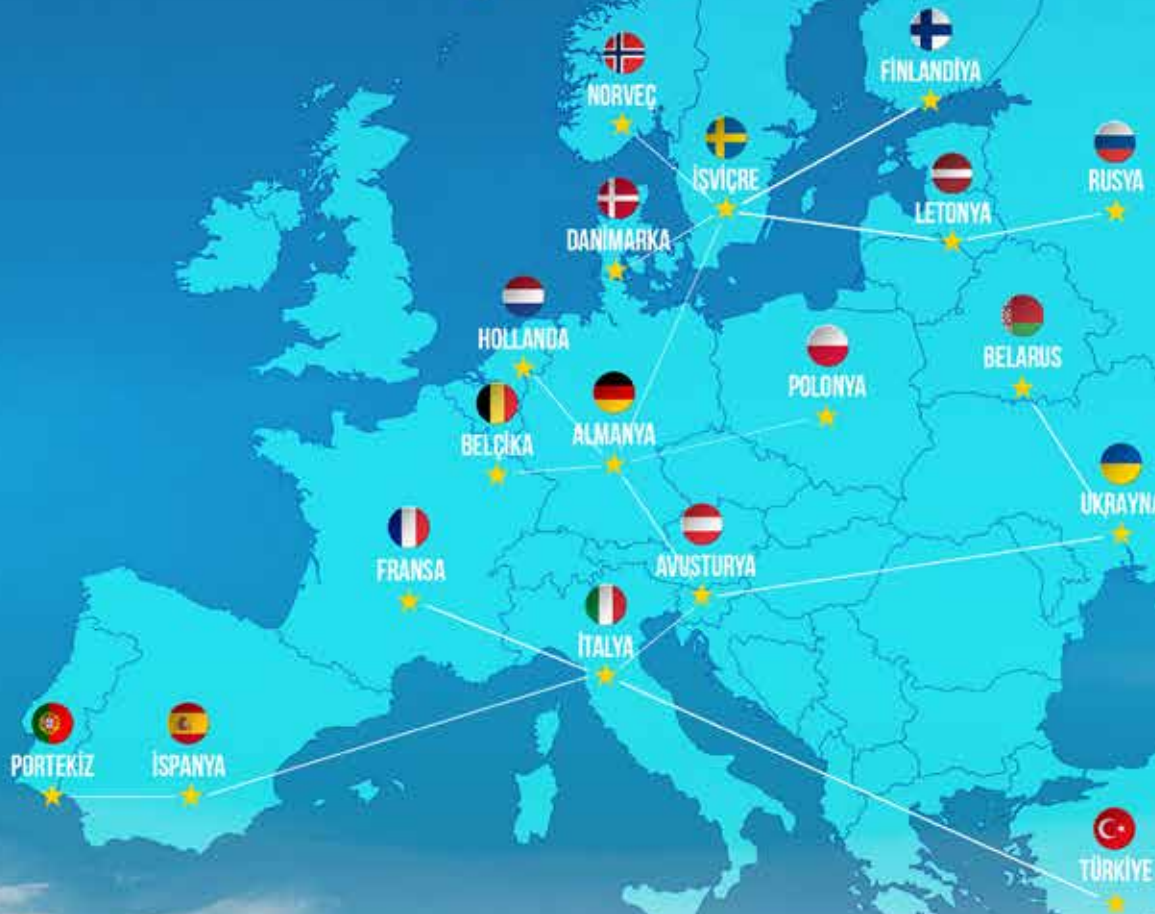 FİNLANDİYA
NORVEÇ
İŞVİÇRE
RUSYA
LETONYA
DANİMARKA
HOLLANDA
BELARUS
POLONYA
ALMANYA
BELÇİKA
UKRAYNA
FRANSA
AVUSTURYA
İTALYA
PORTEKİZ
İSPANYA
TÜRKİYE